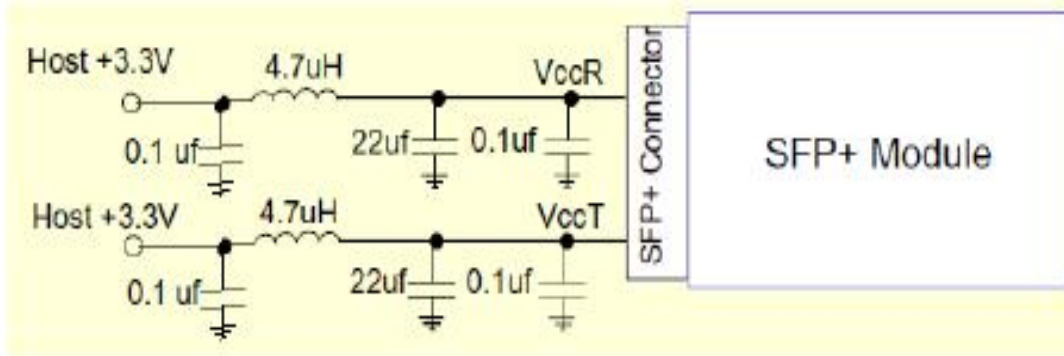 Host +3.3V
4.7uH
VccR
0.1 uf
22uf
0.1uf
SFP+ Connector
SFP+ Module
Host +3.3V
4.7uH
VccT
0.1 uf
22uf
0.1uf